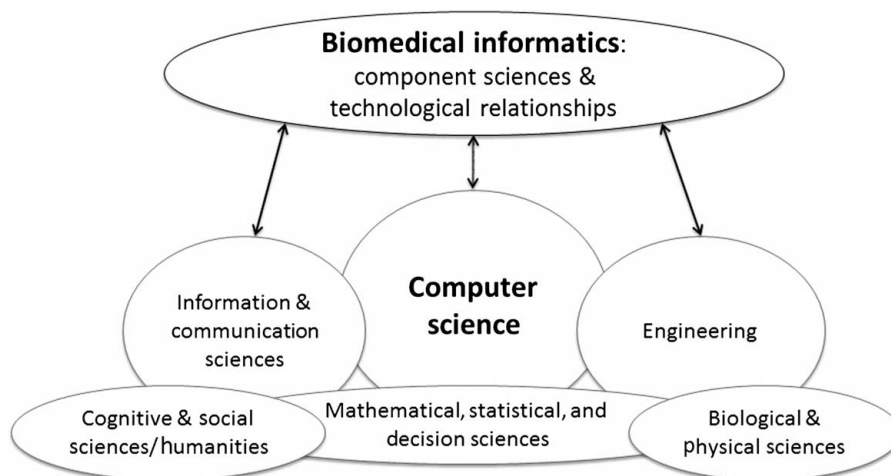 Biomedical informatics:
component sciences &
technological relationships
Information &
communication
sciences
Computer
science
Engineering
Cognitive & social
sciences/humanities
Mathematical, statistical, and
decision sciences
Biological &
physical sciences